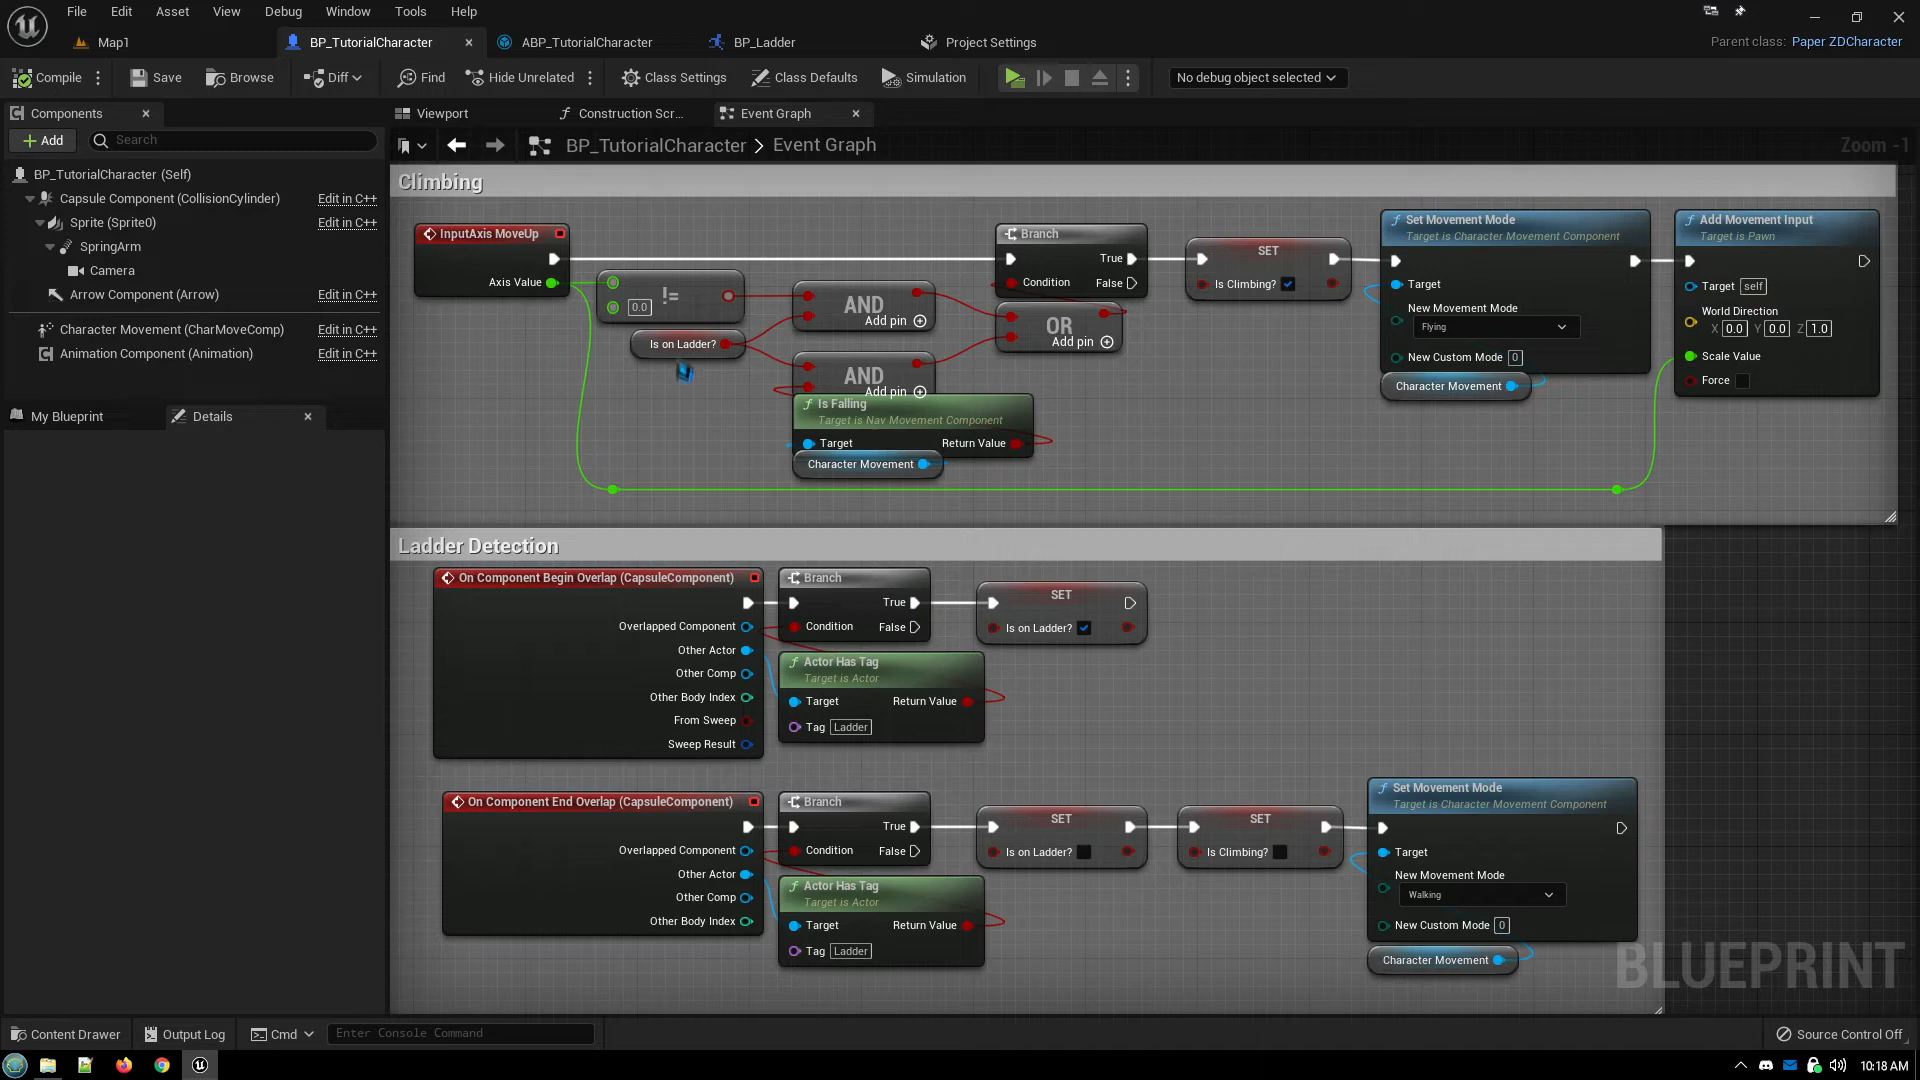 File Edit Asset View Debug Window Tools Help
Map1 BP_TutorialCharacter ABP_TutorialCharacter BP_Ladder Project Settings Parent class: Paper ZDCharacter
Compile Save Browse Diff Find Hide Unrelated Class Settings Class Defaults Simulation No debug object selected
Components Viewport Construction Scr... Event Graph
Add Search
BP_TutorialCharacter > Event Graph Zoom -1
BP_TutorialCharacter (Self)
Capsule Component (CollisionCylinder) Edit in C++
Sprite (Sprite0) Edit in C++
SpringArm
Camera
Arrow Component (Arrow) Edit in C++
Character Movement (CharMoveComp) Edit in C++
Animation Component (Animation) Edit in C++
My Blueprint Details
Climbing
InputAxis MoveUp
Axis Value
!=
0.0
Is on Ladder?
AND
Add pin
AND
Add pin
Is Falling
Target is Nav Movement Component
Target Return Value
Character Movement
Branch
True
Condition False
OR
Add pin
SET
Is Climbing?
Set Movement Mode
Target is Character Movement Component
Target
New Movement Mode
Flying
New Custom Mode 0
Character Movement
Add Movement Input
Target is Pawn
Target self
World Direction
X 0.0 Y 0.0 Z 1.0
Scale Value
Force
Ladder Detection
On Component Begin Overlap (CapsuleComponent)
Overlapped Component
Other Actor
Other Comp
Other Body Index
From Sweep
Sweep Result
Branch
True
Condition False
Actor Has Tag
Target is Actor
Target Return Value
Tag Ladder
SET
Is on Ladder?
On Component End Overlap (CapsuleComponent)
Overlapped Component
Other Actor
Other Comp
Other Body Index
Branch
True
Condition False
Actor Has Tag
Target is Actor
Target Return Value
Tag Ladder
SET
Is on Ladder?
SET
Is Climbing?
Set Movement Mode
Target is Character Movement Component
Target
New Movement Mode
Walking
New Custom Mode 0
Character Movement
BLUEPRINT
Content Drawer Output Log Cmd Enter Console Command Source Control Off
10:18 AM